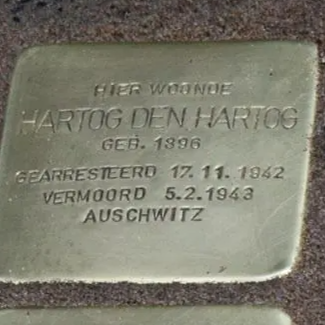 HIER WOONDE
HARTOG DEN HARTOG
GEB. 1896
GEARRESTEERD 17.11.1942
VERMOORD 5.2.1943
AUSCHWITZ